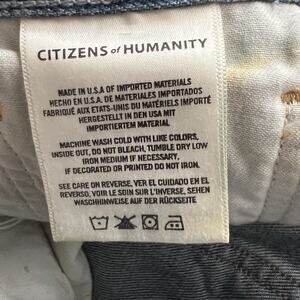 CITIZENS of HUMANITY
MADE IN U.S.A OF IMPORTED MATERIALS
HECHO EN U.S.A. DE MATERIALES IMPORTADOS
FABRIQUÉ AUX ETATS-UNIS DU MATÉRIELS IMPORTÉ
HERGESTELLT IN DEN USA MIT
IMPORTIERTEM MATERIAL
MACHINE WASH COLD WITH LIKE COLORS,
INSIDE OUT, DO NOT BLEACH, TUMBLE DRY LOW
IRON MEDIUM IF NECESSARY,
IF DECORATED OR PRINTED DO NOT IRON.
SEE CARE ON REVERSE, VER EL CUIDADO EN EL
REVERSO, VOIR LE SOIN SUR L'INVERSE, SEHEN
WASCHHINWEISE AUF DER RÜCKSEITE